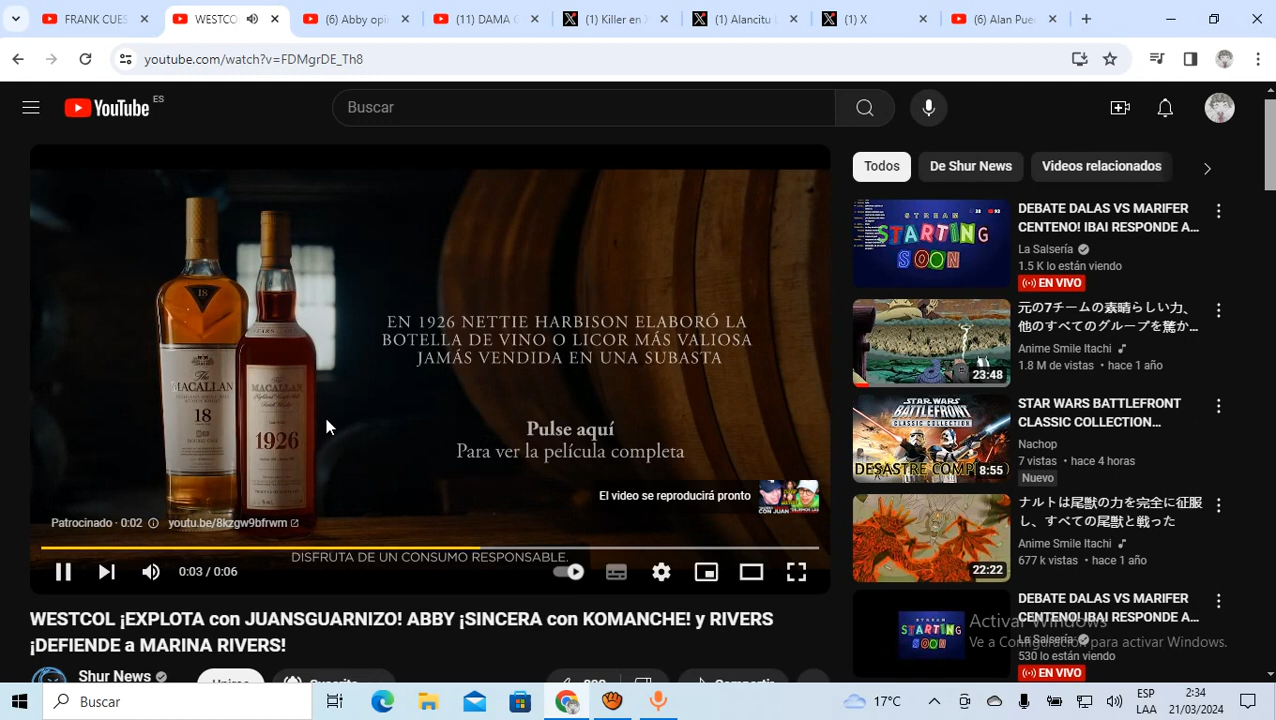 FRANK CUES
WESTCO
(6) Abby opi
(11) DAMA
(1) Killer en
(1) Alancitu
(1) X
(6) Alan Pue
youtube.com/watch?v=FDMgrDE_Th8
YouTube ES
Buscar
Todos
De Shur News
Videos relacionados
EN 1926 NETTIE HARBISON ELABORÓ LA
BOTELLA DE VINO O LICOR MÁS VALIOSA
JAMÁS VENDIDA EN UNA SUBASTA
Pulse aquí
Para ver la película completa
The
MACALLAN
18
The
MACALLAN
1926
El video se reproducirá pronto
Patrocinado · 0:02
youtu.be/8kzgw9bfrwm
DISFRUTA DE UN CONSUMO RESPONSABLE.
0:03 / 0:06
WESTCOL ¡EXPLOTA con JUANSGUARNIZO! ABBY ¡SINCERA con KOMANCHE! y RIVERS
¡DEFIENDE a MARINA RIVERS!
Shur News
STREAM
STARTING
SOON
DEBATE DALAS VS MARIFER
CENTENO! IBAI RESPONDE A...
La Salsería
1.5 K lo están viendo
EN VIVO
元の7チームの素晴らしい力、
他のすべてのグループを驚か...
Anime Smile Itachi
1.8 M de vistas • hace 1 año
23:48
STAR WARS
BATTLEFRONT
CLASSIC COLLECTION
8:55
STAR WARS BATTLEFRONT
CLASSIC COLLECTION...
Nachop
7 vistas • hace 4 horas
Nuevo
ナルトは尾獣の力を完全に征服
し、すべての尾獣と戦った
Anime Smile Itachi
677 k vistas • hace 1 año
22:22
STREAM
STARTING
SOON
DEBATE DALAS VS MARIFER
CENTENO! IBAI RESPONDE A...
La Salsería
530 lo están viendo
EN VIVO
Activar Windows
Ve a Configuración para activar Windows.
Buscar
17°C
ESP
LAA
2:34
21/03/2024